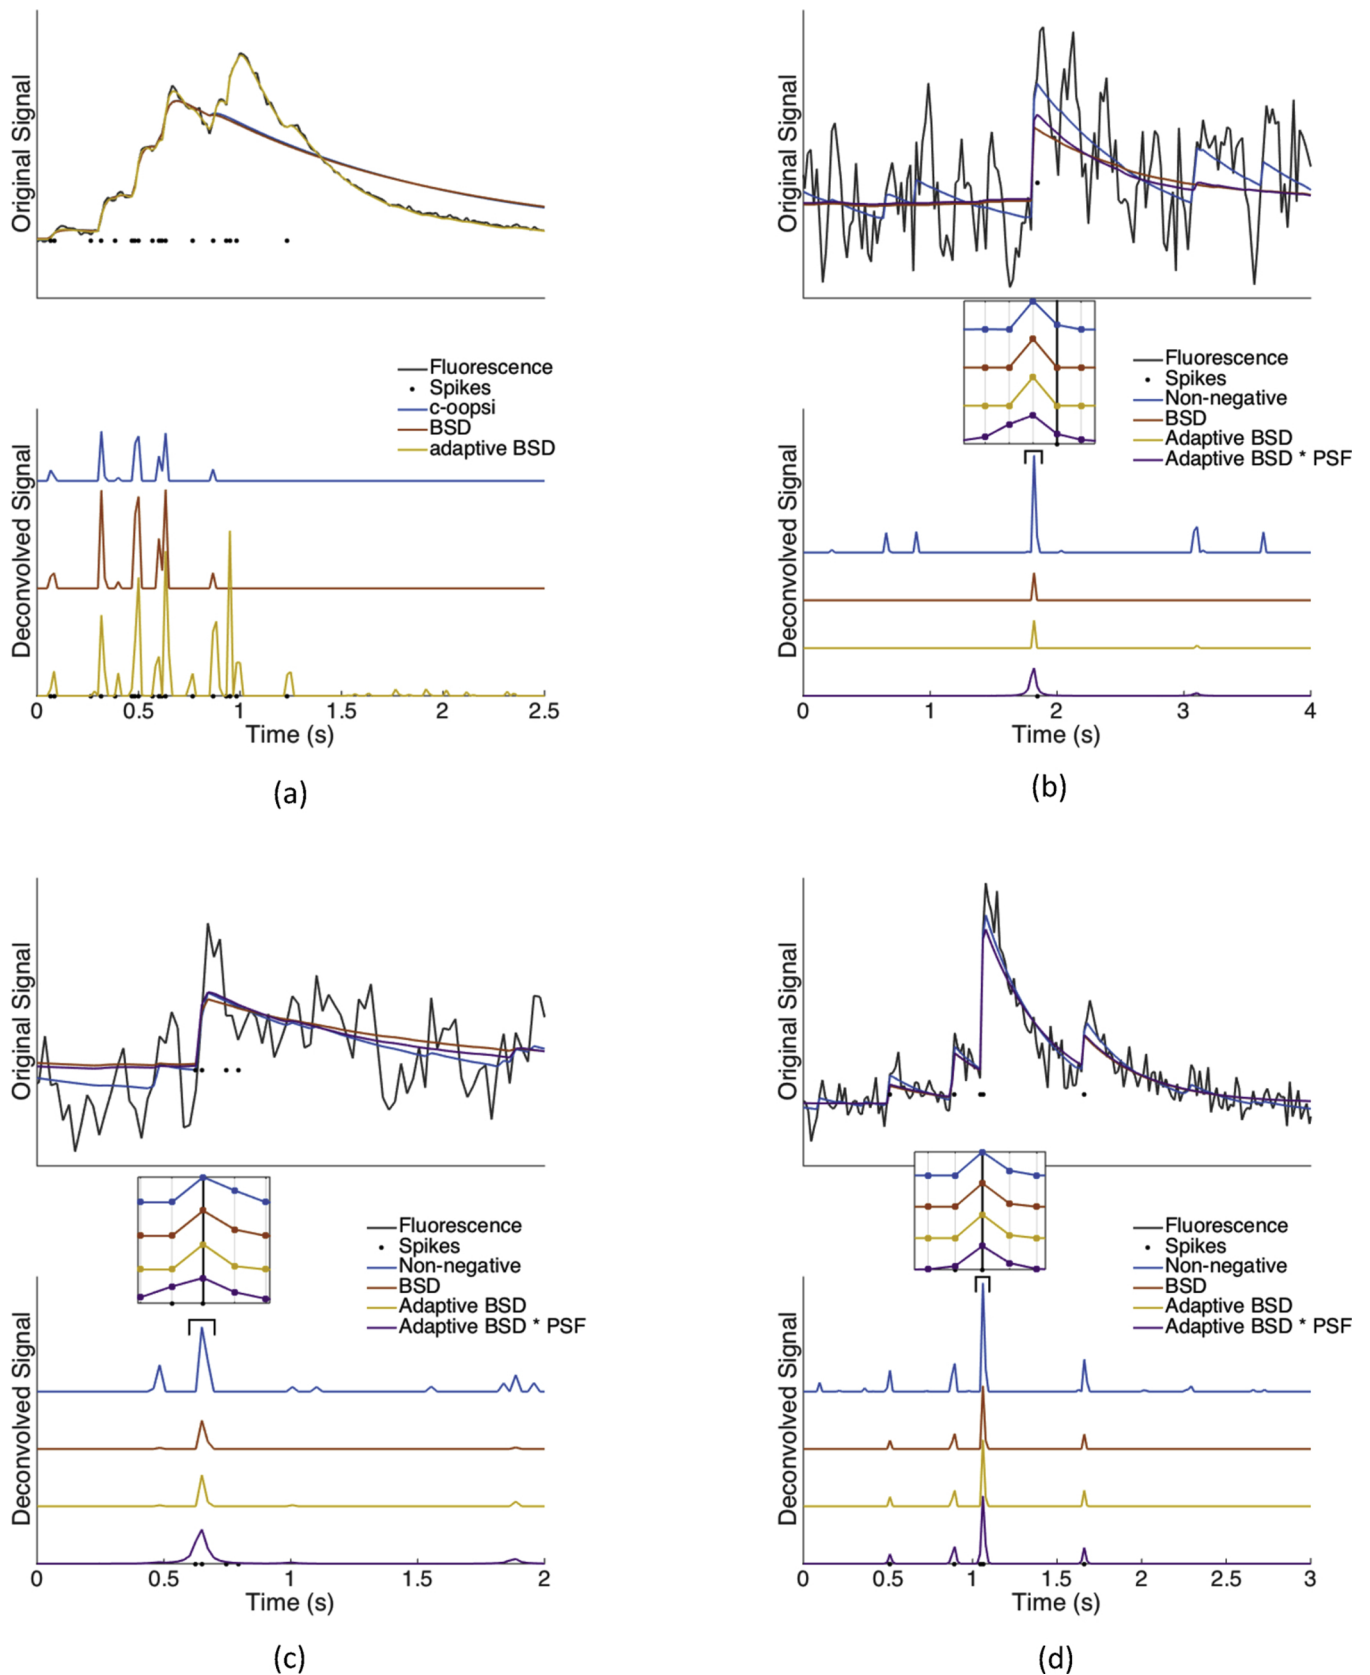 Original Signal
Fluorescence
Spikes
c-oopsi
BSD
adaptive BSD
Deconvolved Signal
0 0.5 1 1.5 2 2.5
Time (s)
(a)
Original Signal
Fluorescence
Spikes
Non-negative
BSD
Adaptive BSD
Adaptive BSD * PSF
Deconvolved Signal
0 1 2 3 4
Time (s)
(b)
Original Signal
Fluorescence
Spikes
Non-negative
BSD
Adaptive BSD
Adaptive BSD * PSF
Deconvolved Signal
0 0.5 1 1.5 2
Time (s)
(c)
Original Signal
Fluorescence
Spikes
Non-negative
BSD
Adaptive BSD
Adaptive BSD * PSF
Deconvolved Signal
0 0.5 1 1.5 2 2.5 3
Time (s)
(d)